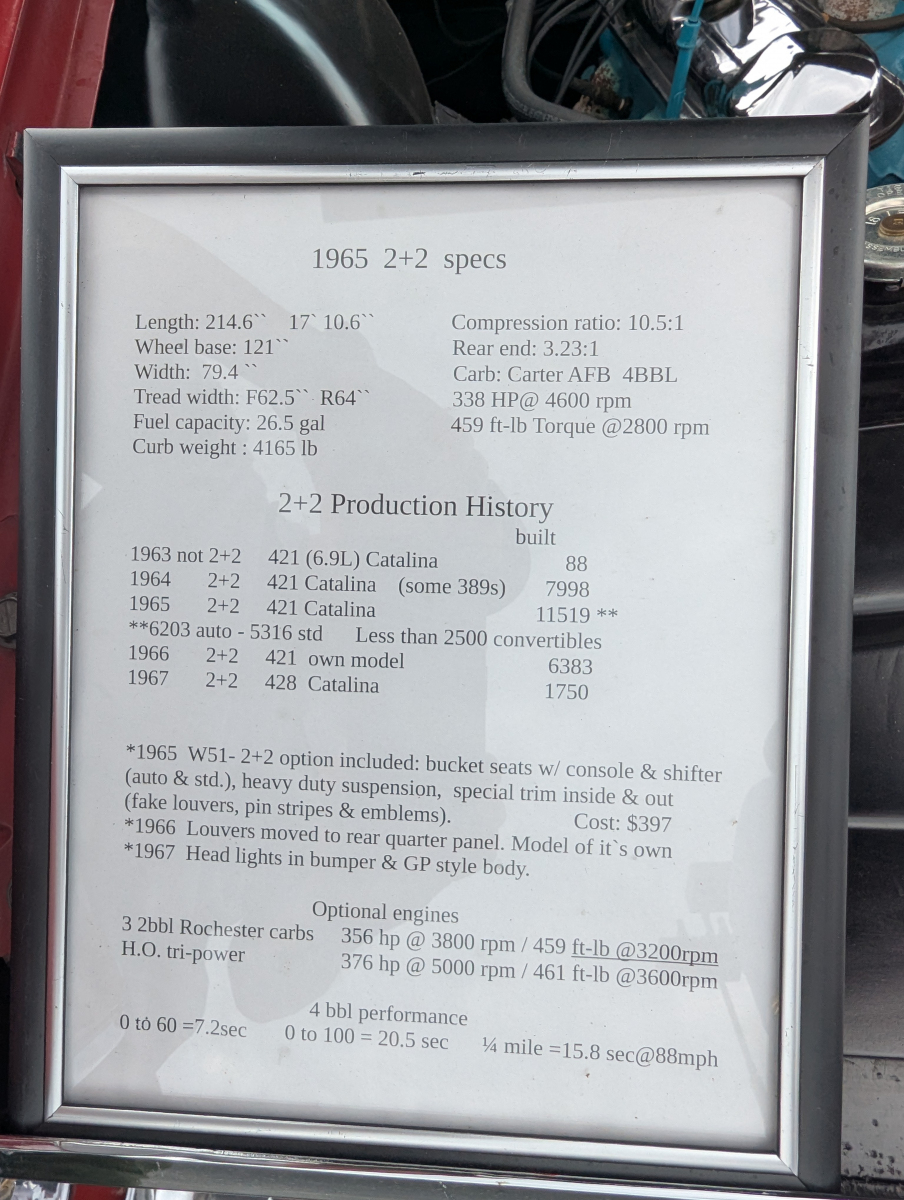 1965 2+2 specs
Length: 214.6`` 17` 10.6``
Wheel base: 121``
Width: 79.4 ``
Tread width: F62.5`` R64``
Fuel capacity: 26.5 gal
Curb weight : 4165 lb
Compression ratio: 10.5:1
Rear end: 3.23:1
Carb: Carter AFB 4BBL
338 HP@ 4600 rpm
459 ft-lb Torque @2800 rpm
2+2 Production History
built
1963 not 2+2 421 (6.9L) Catalina 88
1964 2+2 421 Catalina (some 389s) 7998
1965 2+2 421 Catalina 11519 **
**6203 auto - 5316 std Less than 2500 convertibles
1966 2+2 421 own model 6383
1967 2+2 428 Catalina 1750
*1965 W51- 2+2 option included: bucket seats w/ console & shifter
(auto & std.), heavy duty suspension, special trim inside & out
(fake louvers, pin stripes & emblems). Cost: $397
*1966 Louvers moved to rear quarter panel. Model of it`s own
*1967 Head lights in bumper & GP style body.
Optional engines
3 2bbl Rochester carbs 356 hp @ 3800 rpm / 459 ft-lb @3200rpm
H.O. tri-power 376 hp @ 5000 rpm / 461 ft-lb @3600rpm
4 bbl performance
0 to 60 =7.2sec 0 to 100 = 20.5 sec ¼ mile =15.8 sec@88mph